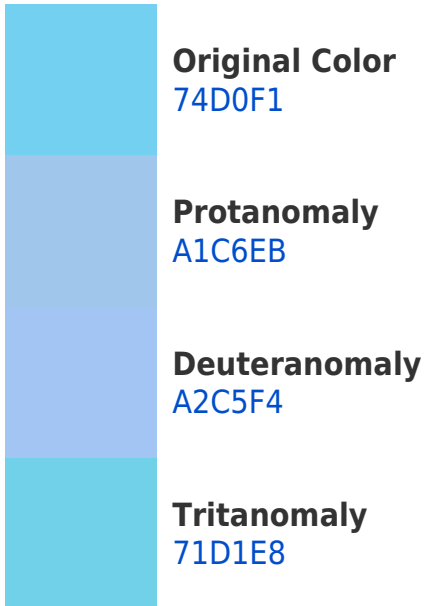 Original Color
74D0F1
Protanomaly
A1C6EB
Deuteranomaly
A2C5F4
Tritanomaly
71D1E8